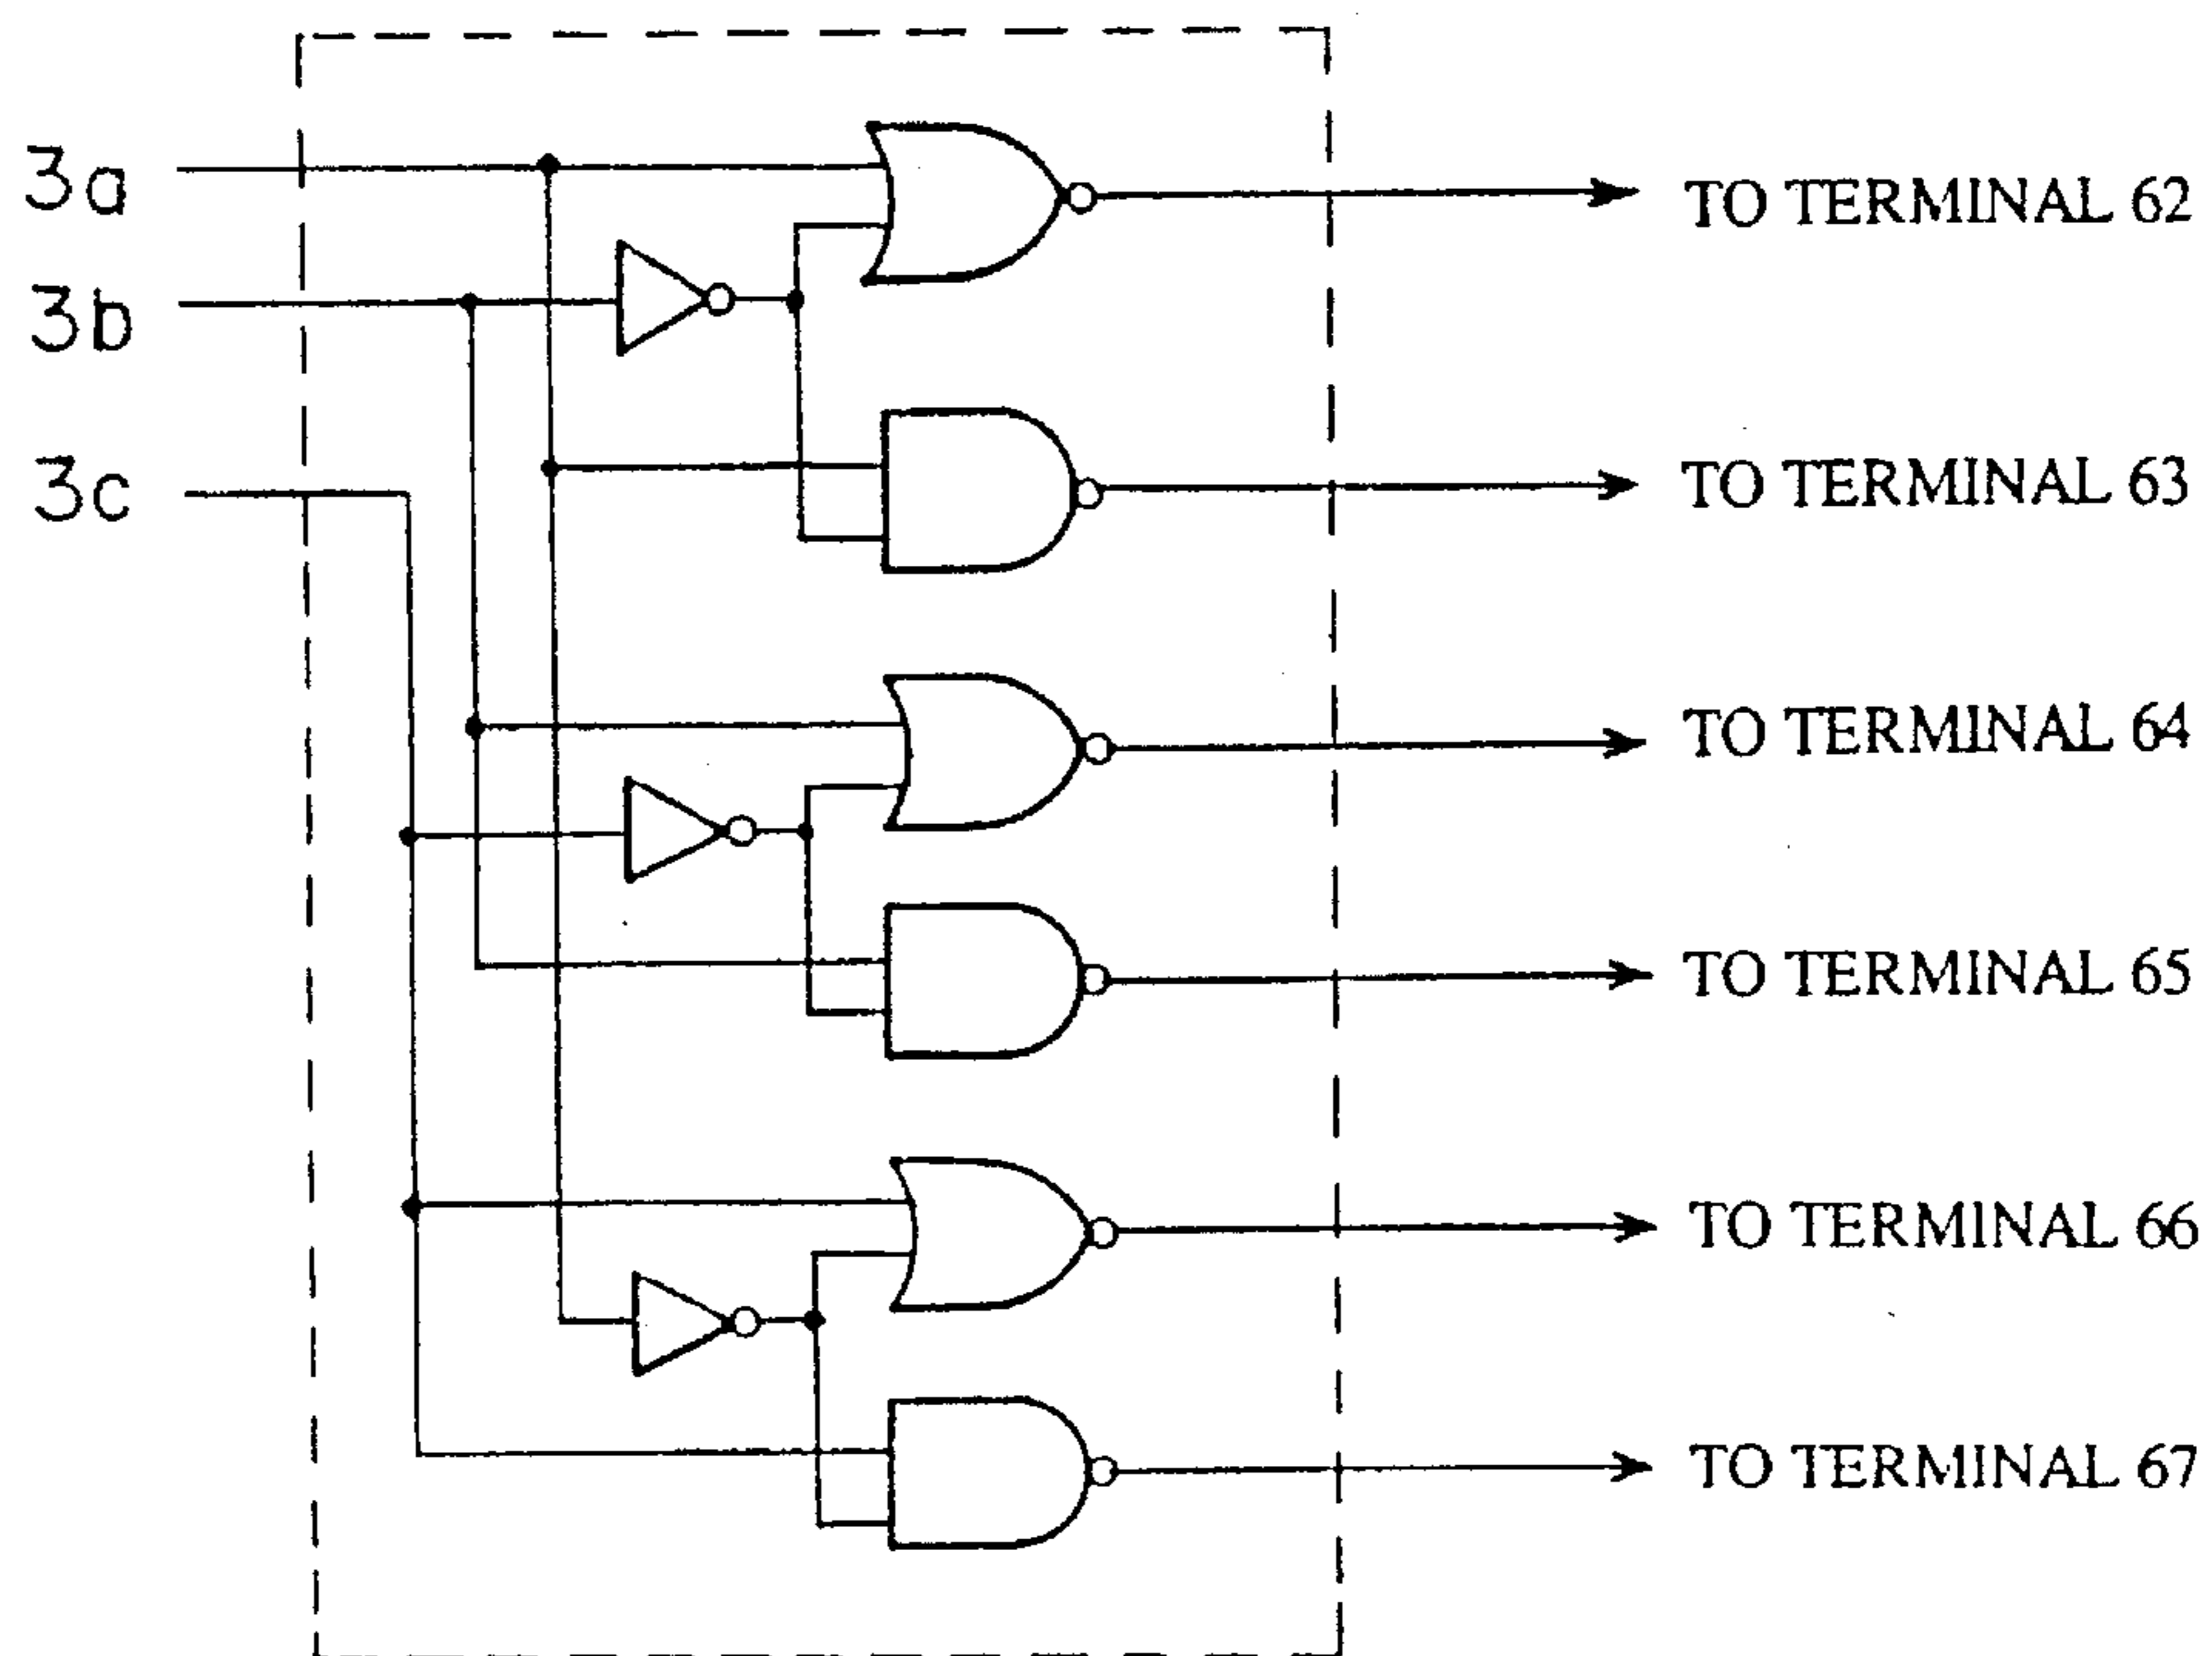 3a
TO TERMINAL 62
3b
3c
TO TERMINAL 63
TO TERMINAL 64
TO TERMINAL 65
TO TERMINAL 66
TO TERMINAL 67